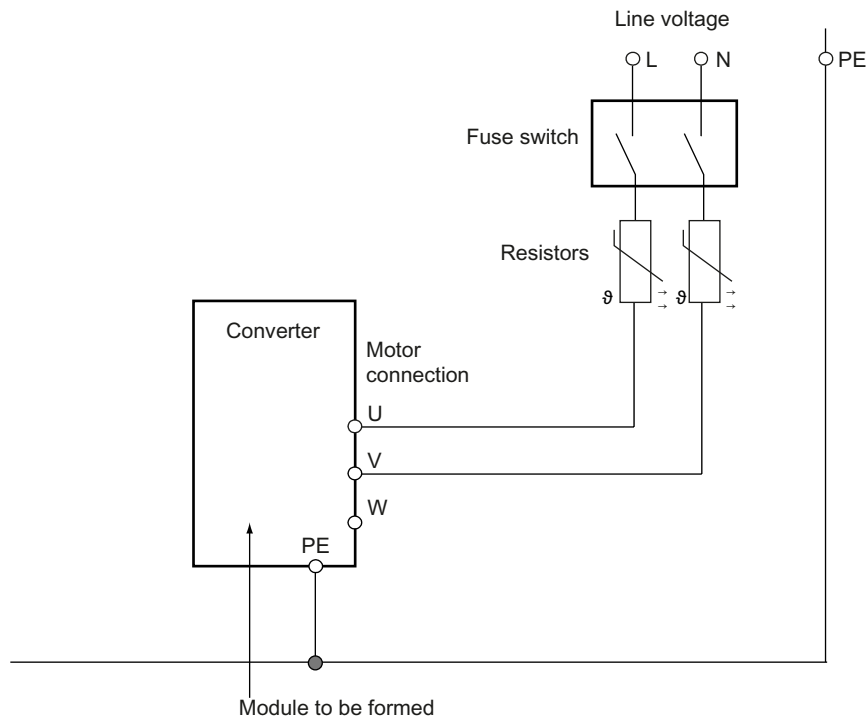 Line voltage
L
N
PE
Fuse switch
Resistors
ϑ
ϑ
Converter
Motor
connection
U
V
W
PE
Module to be formed